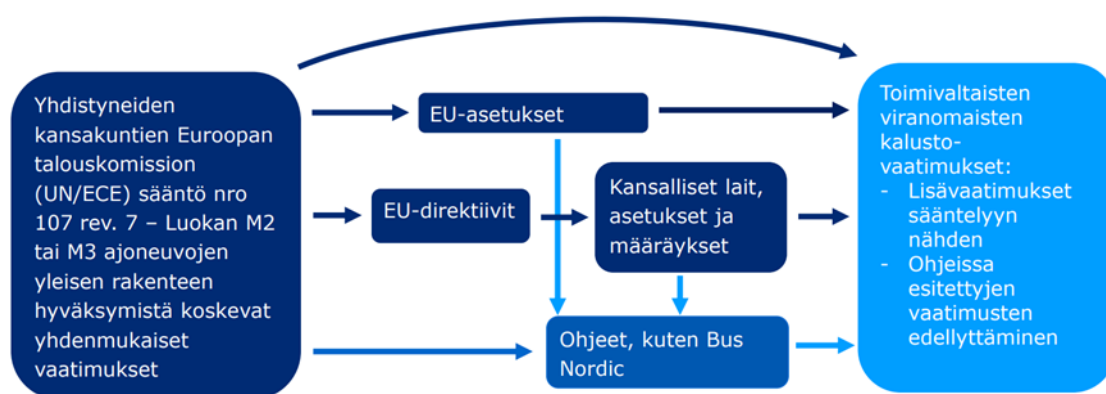 Yhdistyneiden
kansakuntien Euroopan
talouskomission
(UN/ECE) sääntö nro
107 rev. 7 – Luokan M2
tai M3 ajoneuvojen
yleisen rakenteen
hyväksymistä koskevat
yhdenmukaiset
vaatimukset
EU-asetukset
EU-direktiivit
Kansalliset lait,
asetukset ja
määräykset
Ohjeet, kuten Bus
Nordic
Toimivaltaisten
viranomaisten
kalusto-
vaatimukset:
- Lisävaatimukset
sääntelyyn
nähden
- Ohjeissa
esitettyjen
vaatimusten
edellyttäminen